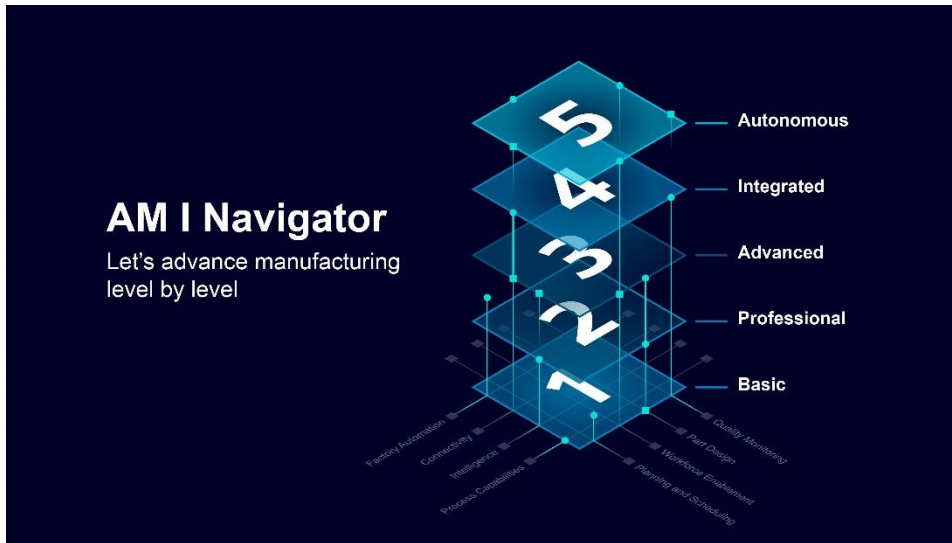 AM I Navigator
Let's advance manufacturing
level by level
5
Autonomous
4
Integrated
3
Advanced
2
Professional
1
Basic
Factory Automation
Connectivity
Intelligence
Process Capabilities
Quality Monitoring
Part Design
Workforce Enablement
Planning and Scheduling